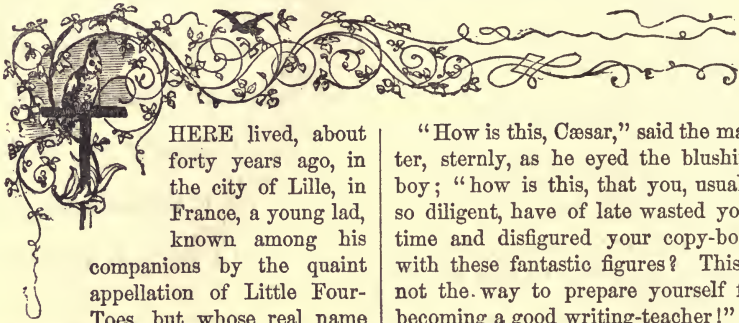 THERE lived, about
forty years ago, in
the city of Lille, in
France, a young lad,
known among his
companions by the quaint
appellation of Little Four-
Toes, but whose real name
"How is this, Cæsar," said the ma
ter, sternly, as he eyed the blushi
boy; "how is this, that you, usual
so diligent, have of late wasted yo
time and disfigured your copy-bo
with these fantastic figures? This
not the way to prepare yourself f
becoming a good writing-teacher!"